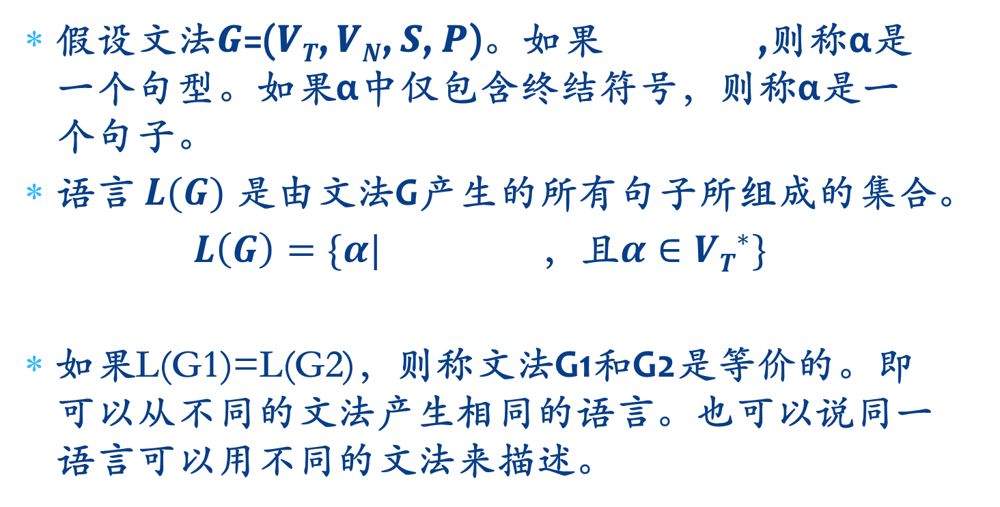 * 假设文法G=(V_T, V_N, S, P)。如果 ,则称α是
一个句型。如果α中仅包含终结符号，则称α是一
个句子。
* 语言 L(G) 是由文法G产生的所有句子所组成的集合。
L(G) = {α| ，且α ∈ V_T*}
* 如果L(G1)=L(G2)，则称文法G1和G2是等价的。即
可以从不同的文法产生相同的语言。也可以说同一
语言可以用不同的文法来描述。